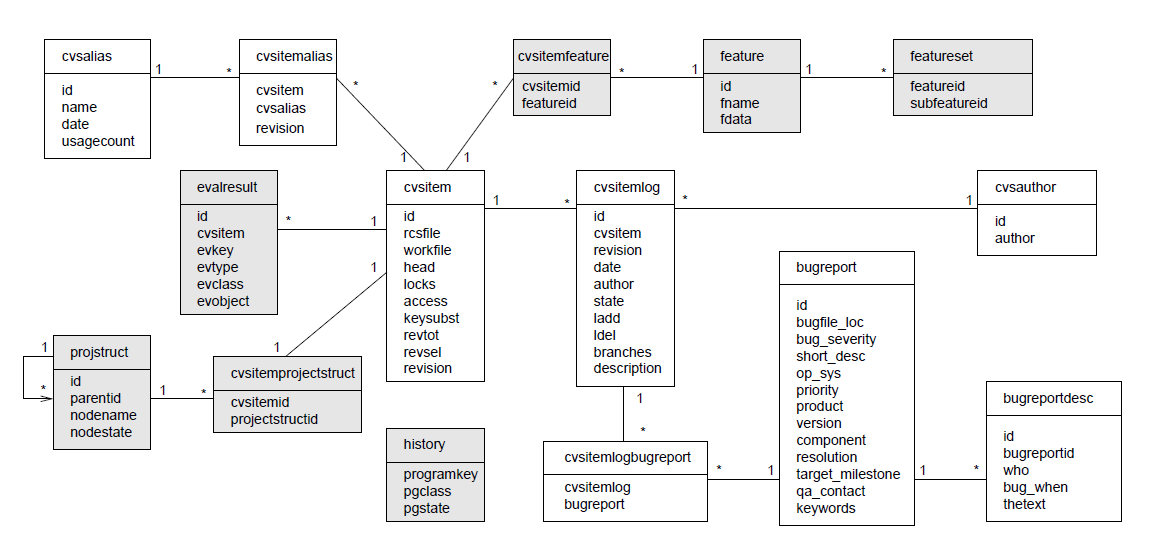 cvsalias
id
name
date
usagecount
1
*
cvsitemalias
cvsitem
cvsalias
revision
*
1
cvsitemfeature
cvsitemid
featureid
*
1
*
1
feature
id
fname
fdata
1
*
featureset
featureid
subfeatureid
evalresult
id
cvsitem
evkey
evtype
evclass
evobject
*
1
cvsitem
id
rcsfile
workfile
head
locks
access
keysubst
revtot
revsel
revision
1
*
cvsitemlog
id
cvsitem
revision
date
author
state
ladd
ldel
branches
description
*
1
cvsauthor
id
author
1
1
projstruct
id
parentid
nodename
nodestate
1
*
1
*
cvsitemprojectstruct
cvsitemid
projectstructid
history
programkey
pgclass
pgstate
1
*
cvsitemlogbugreport
cvsitemlog
bugreport
*
1
bugreport
id
bugfile_loc
bug_severity
short_desc
op_sys
priority
product
version
component
resolution
target_milestone
qa_contact
keywords
1
*
bugreportdesc
id
bugreportid
who
bug_when
thetext